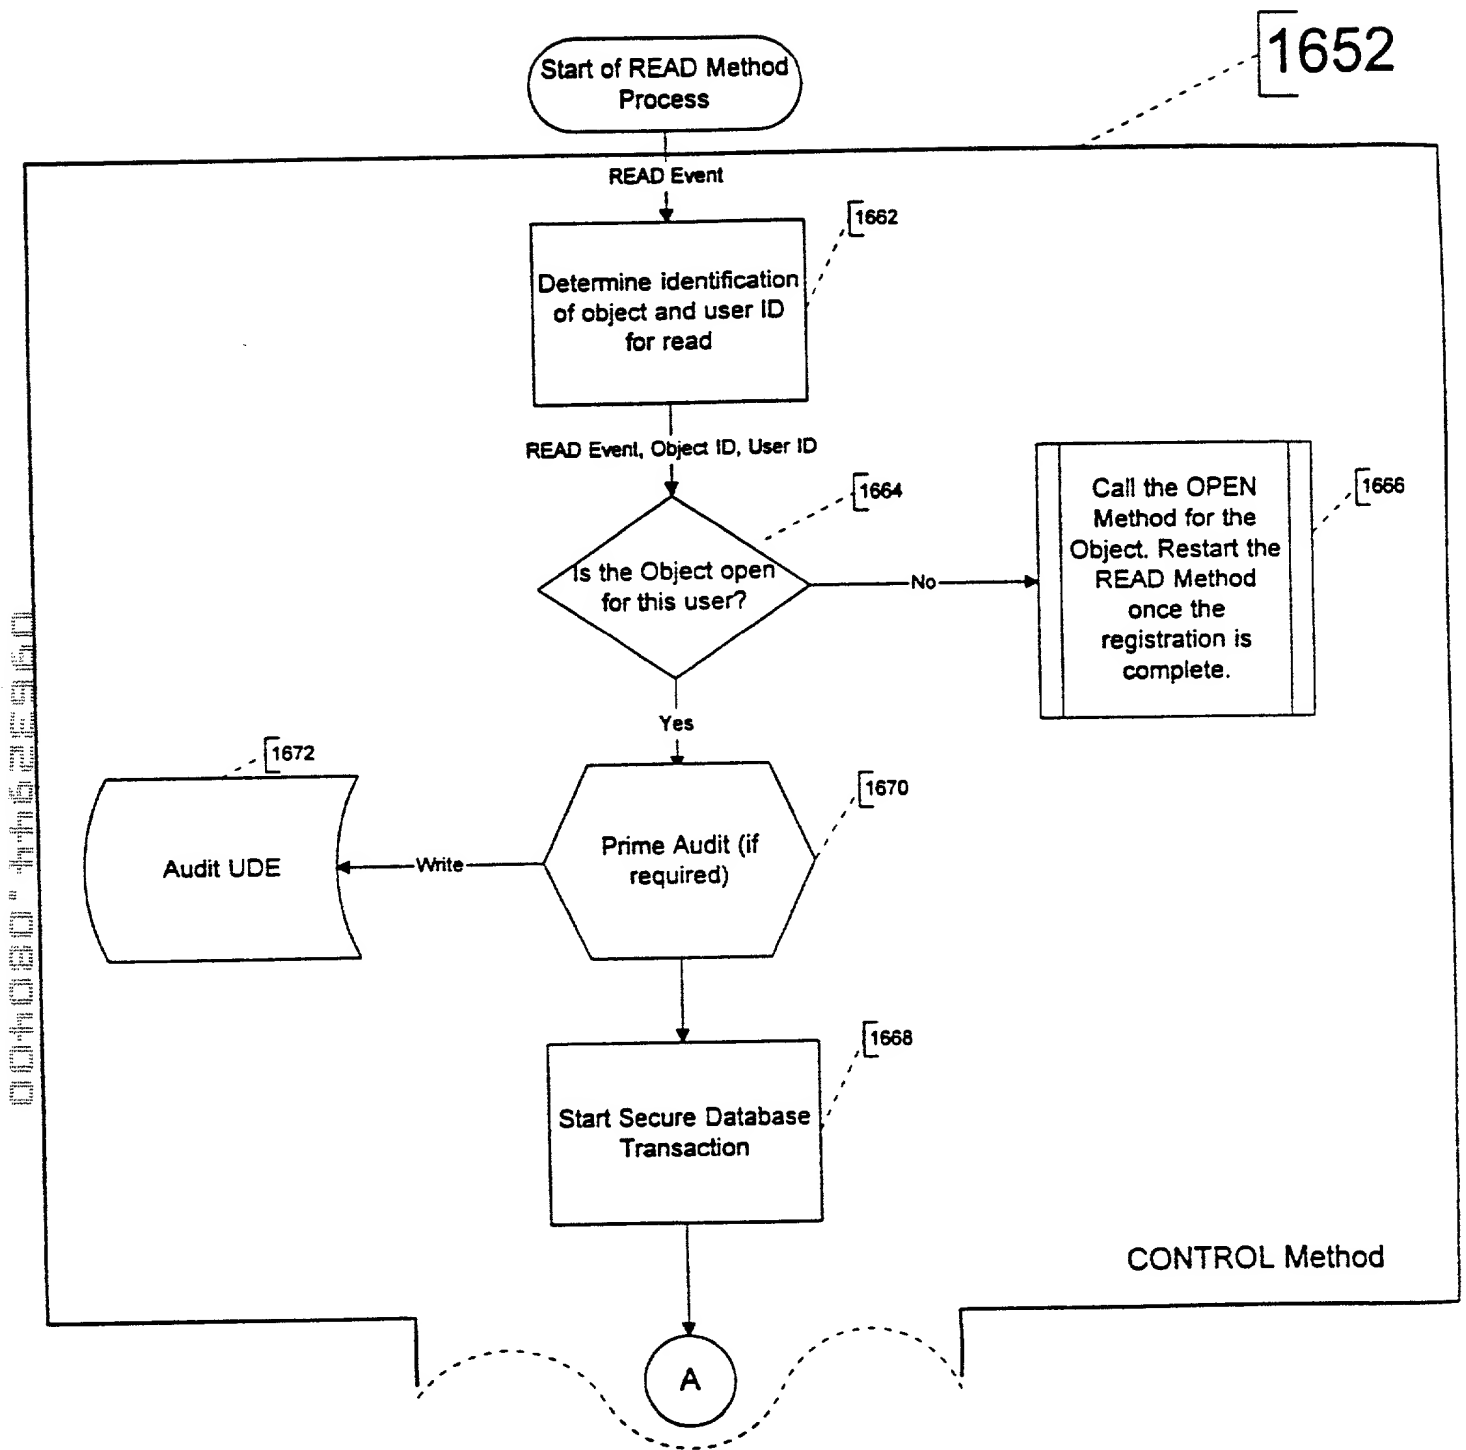 1652
Start of READ Method
Process
READ Event
1662
Determine identification
of object and user ID
for read
READ Event, Object ID, User ID
1664
Is the Object open
for this user?
No
1666
Call the OPEN
Method for the
Object. Restart the
READ Method
once the
registration is
complete.
Yes
1672
Audit UDE
Write
1670
Prime Audit (if
required)
1668
Start Secure Database
Transaction
CONTROL Method
A